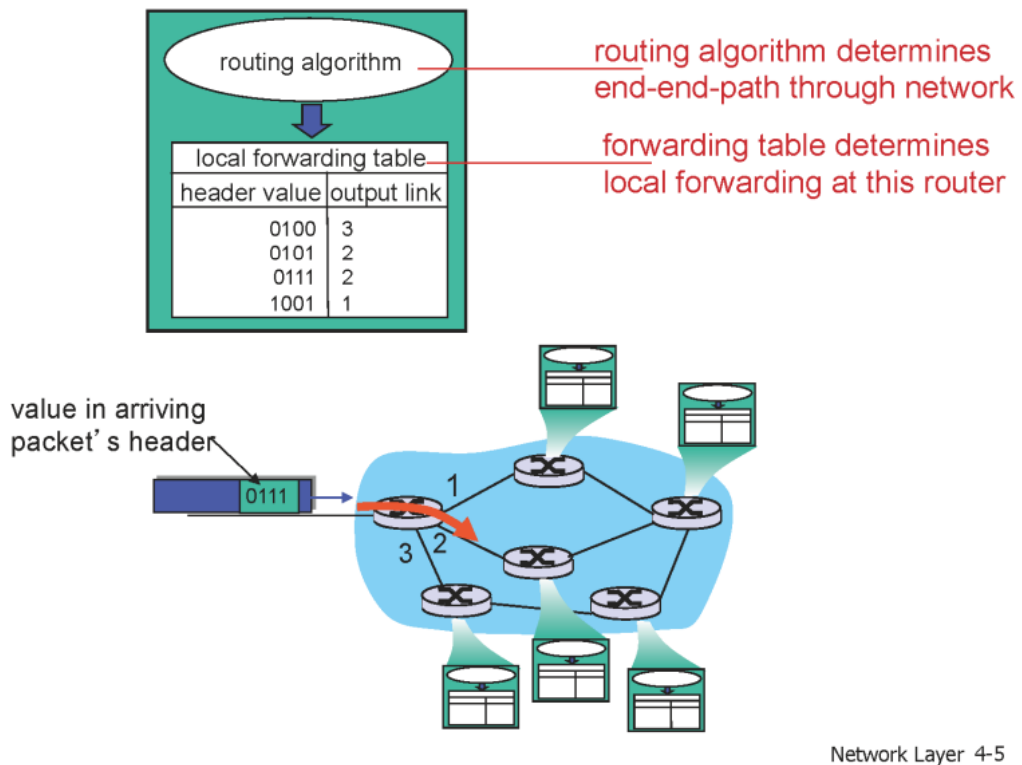 routing algorithm
routing algorithm determines
end-end-path through network
local forwarding table
forwarding table determines
local forwarding at this router
header value output link
0100 3
0101 2
0111 2
1001 1
value in arriving
packet’s header
0111
1
2
3
Network Layer 4-5